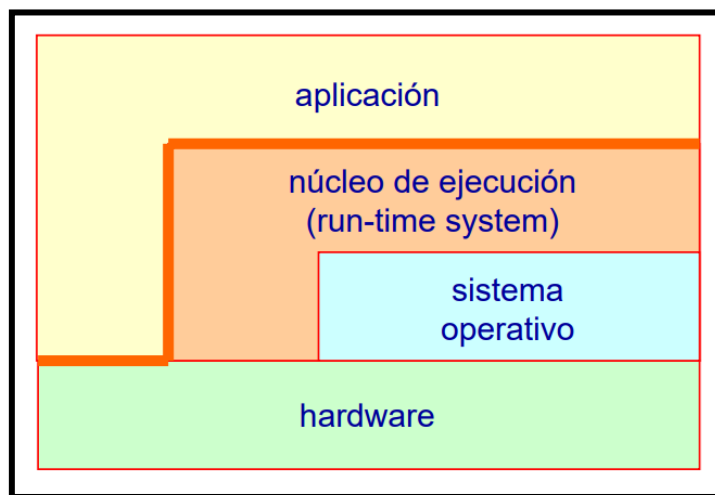 aplicación
núcleo de ejecución
(run-time system)
sistema
operativo
hardware